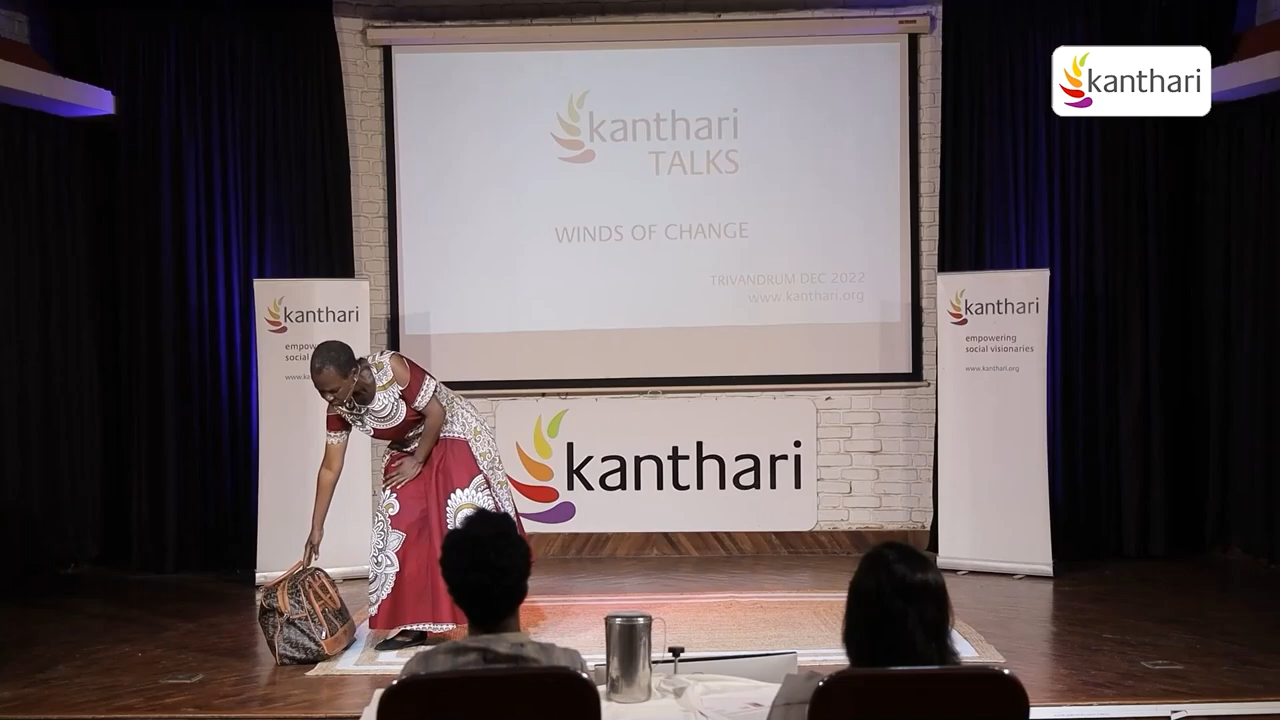 kanthari
kanthari
TALKS
WINDS OF CHANGE
TRIVANDRUM DEC 2022
www.kanthari.org
kanthari
social
kanthari
empowering
social visionaries
www.kanthari.org
kanthari